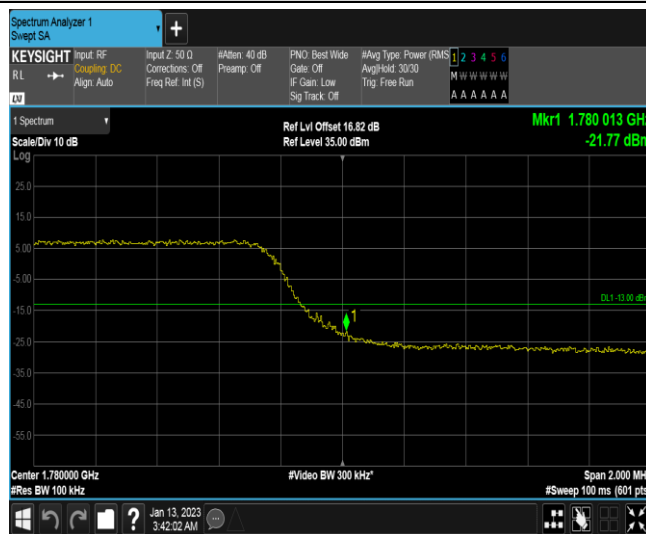 Spectrum Analyzer 1
Swept SA
+
KEYSIGHT
RL
LXI
Input: RF
Coupling: DC
Align: Auto
Input Z: 50 Ω
Corrections: Off
Freq Ref: Int (S)
#Atten: 40 dB
Preamp: Off
PNO: Best Wide
Gate: Off
IF Gain: Low
Sig Track: Off
#Avg Type: Power (RMS
Avg|Hold: 30/30
Trig: Free Run
1 2 3 4 5 6
M W W W W W
A A A A A A
1 Spectrum
Scale/Div 10 dB
Log
Ref Lvl Offset 16.82 dB
Ref Level 35.00 dBm
Mkr1 1.780 013 GHz
-21.77 dBm
25.0
15.0
5.00
-5.00
DL1 -13.00 dBm
-15.0
1
-25.0
-35.0
-45.0
-55.0
Center 1.780000 GHz
#Res BW 100 kHz
#Video BW 300 kHz*
Span 2.000 MH
#Sweep 100 ms (601 pts
?
Jan 13, 2023
3:42:02 AM